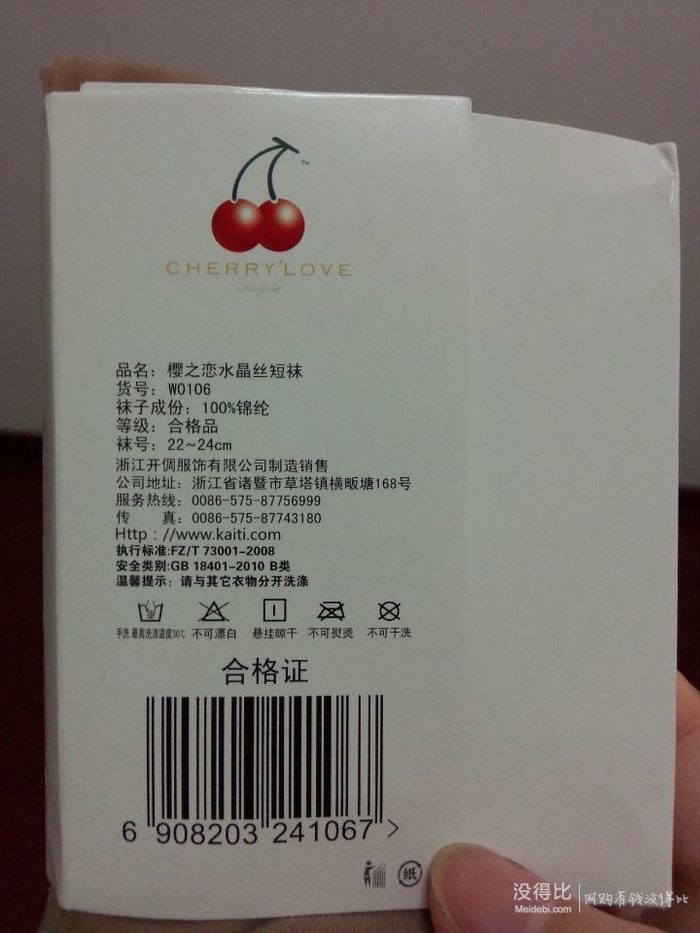 TM
CHERRY'LOVE
品名：樱之恋水晶丝短袜
货号：W0106
袜子成份：100%锦纶
等级：合格品
袜号：22~24cm
浙江开倜服饰有限公司制造销售
公司地址：浙江省诸暨市草塔镇横畈塘168号
服务热线：0086-575-87756999
传 真：0086-575-87743180
Http：//www.kaiti.com
执行标准:FZ/T 73001-2008
安全类别:GB 18401-2010 B类
温馨提示：请与其它衣物分开洗涤
手洗 最高洗涤温度30℃ 不可漂白 悬挂晾干 不可熨烫 不可干洗
合格证
6 908203 241067 >
紙
没得比 网购有钱没得比
Meidebi.com